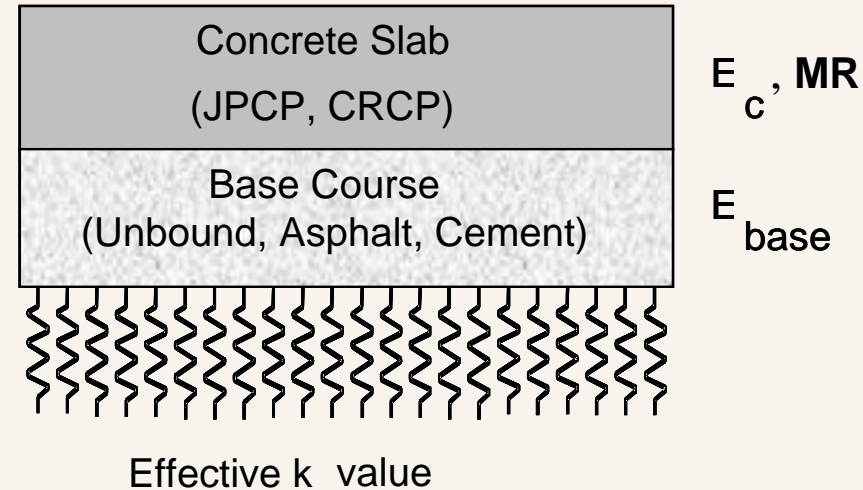 Concrete Slab
(JPCP, CRCP)
E c, MR
Base Course
(Unbound, Asphalt, Cement)
E base
Effective k value